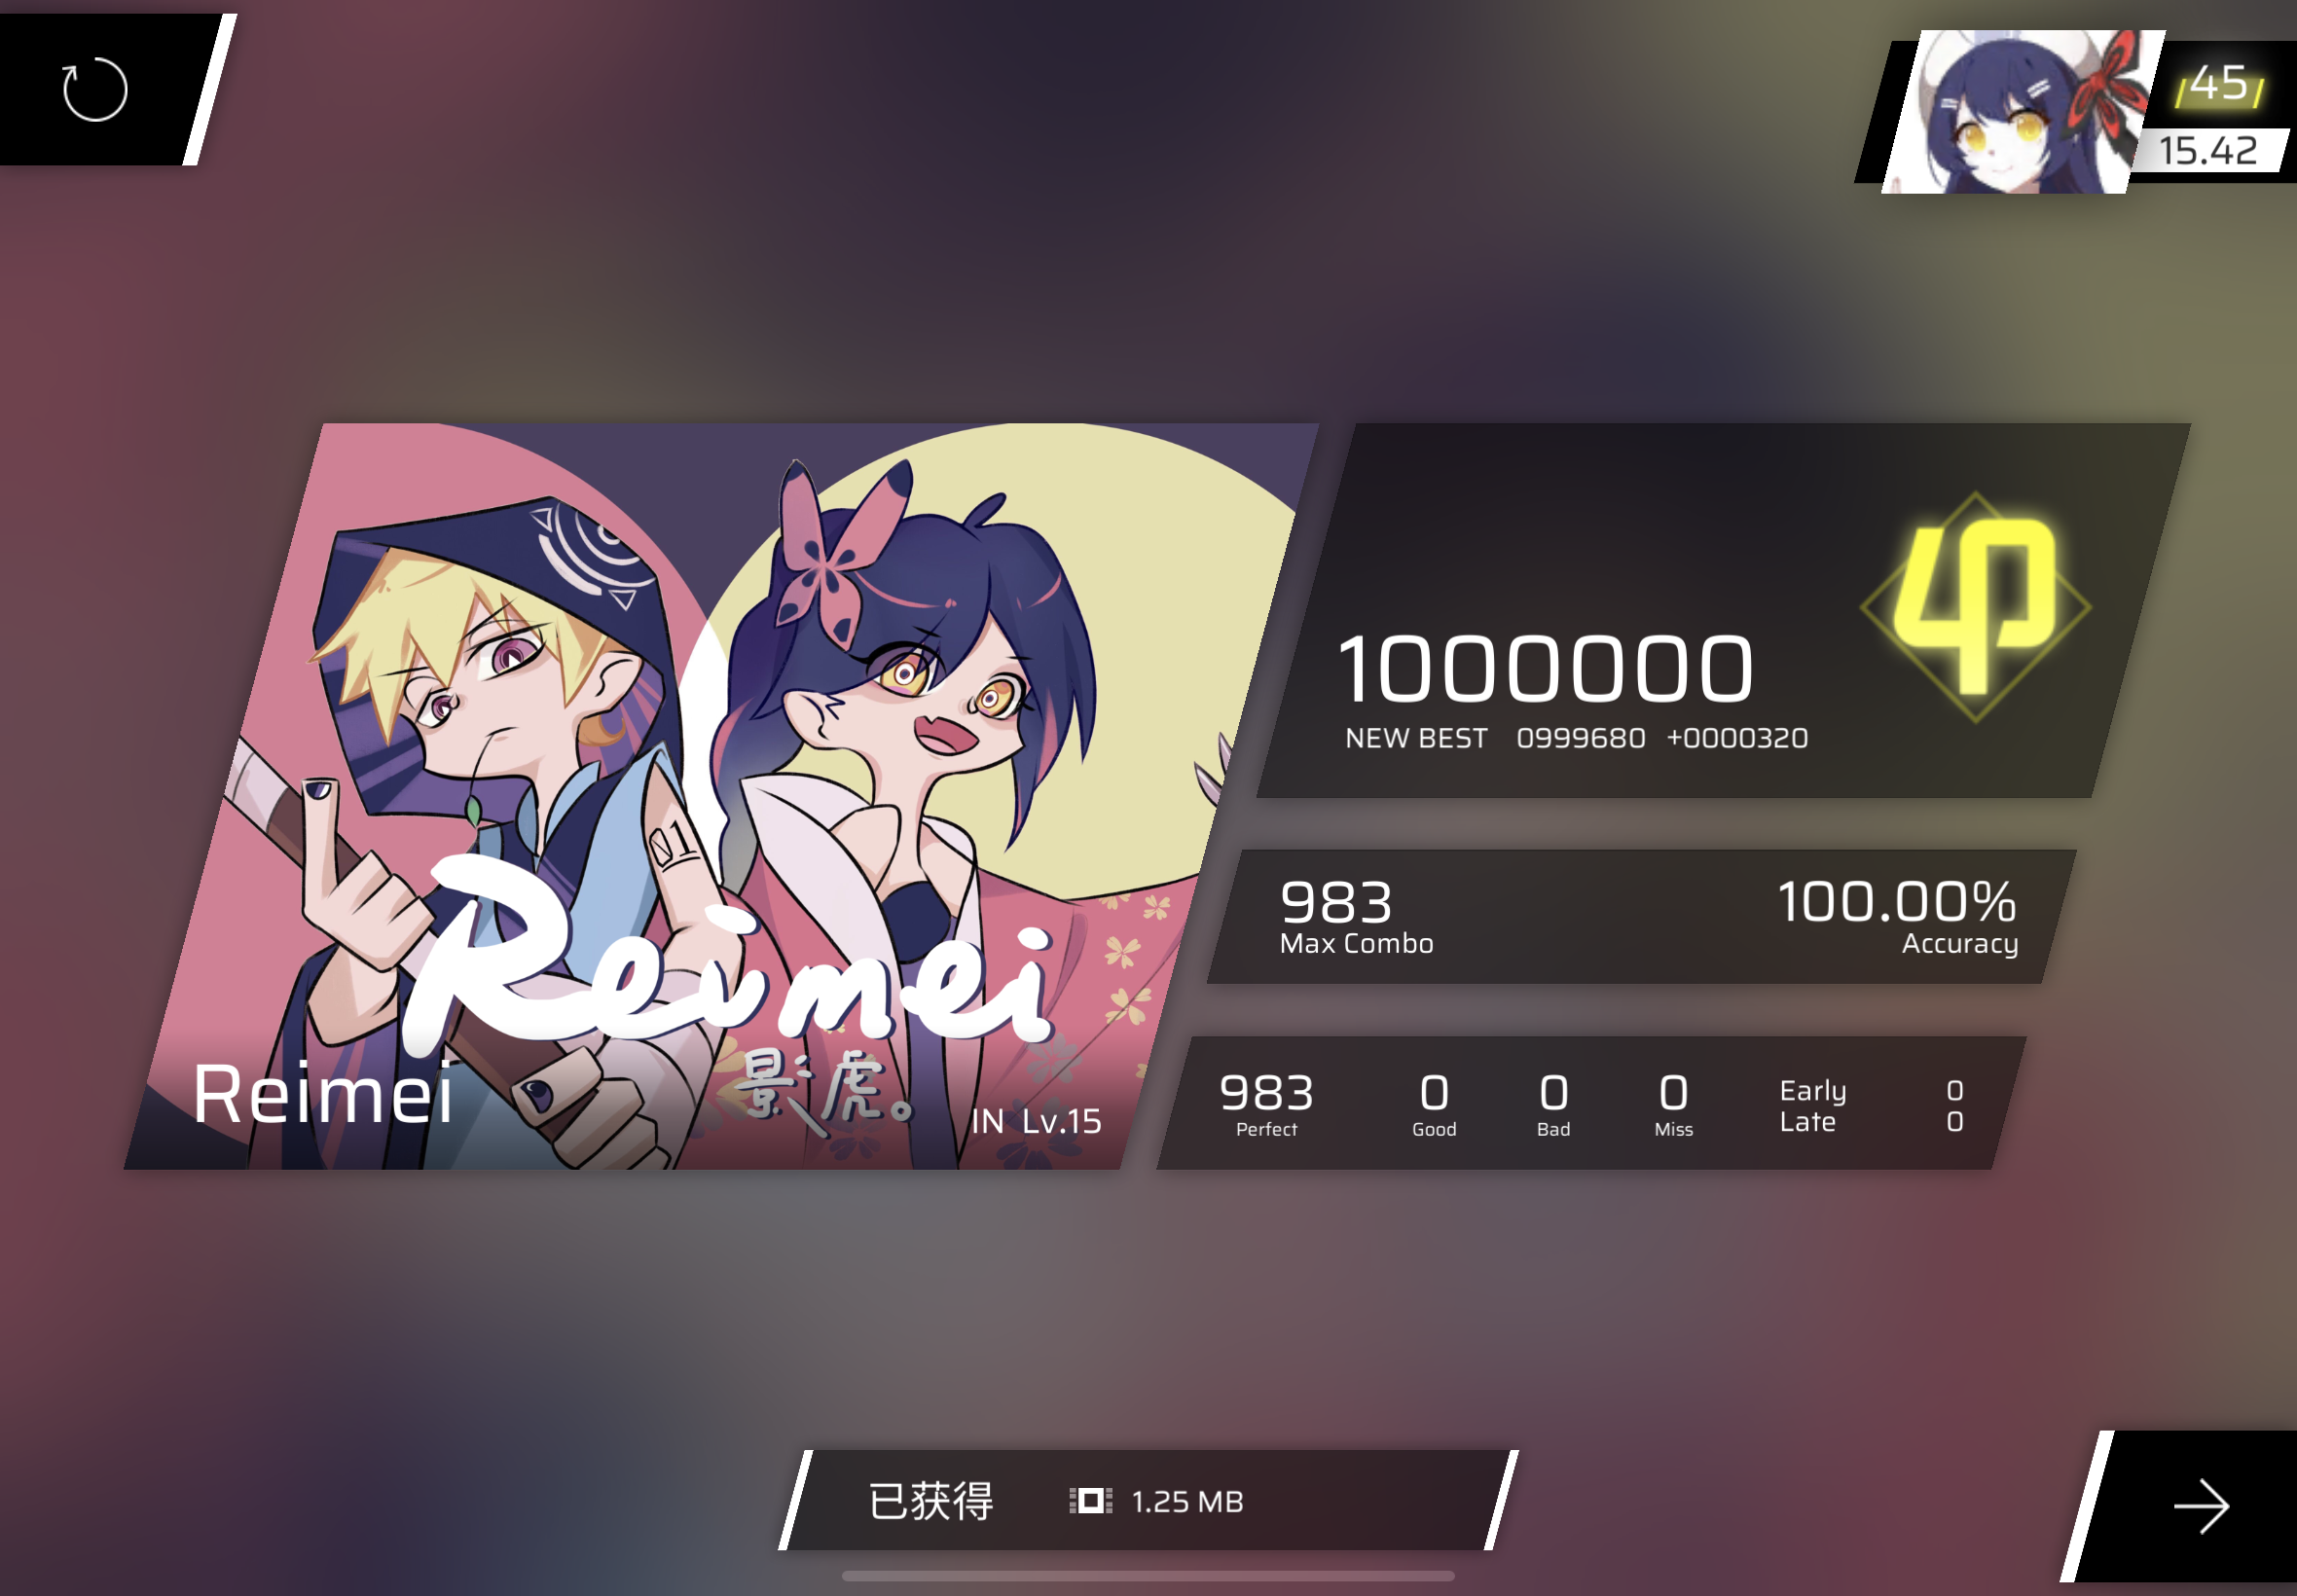 45
15.42
Reimei
影虎。
Reimei
IN Lv.15
1000000
φ
NEW BEST 0999680 +0000320
983
Max Combo
100.00%
Accuracy
983
Perfect
0
Good
0
Bad
0
Miss
Early 0
Late 0
已获得 1.25 MB